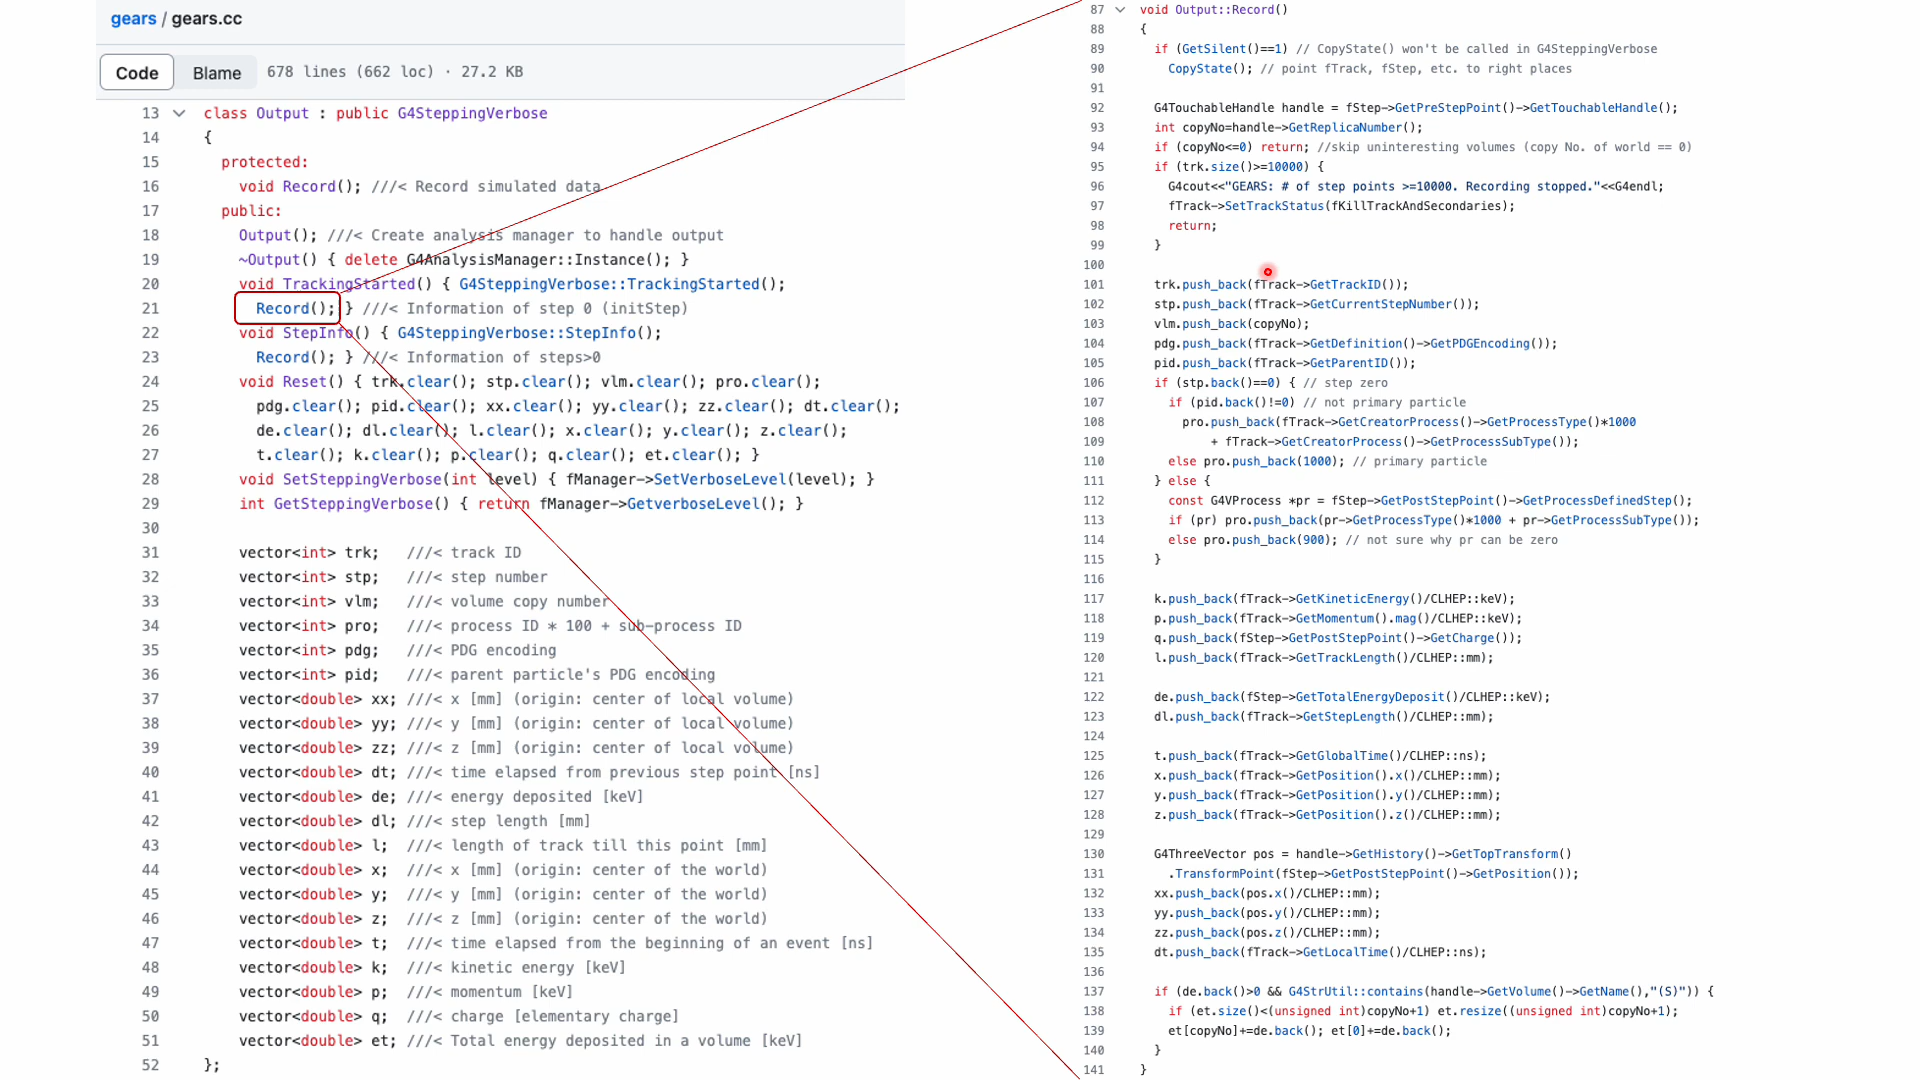 gears / gears.cc
Code Blame 678 lines (662 loc) · 27.2 KB
13 class Output : public G4SteppingVerbose
14 {
15 protected:
16 void Record(); ///< Record simulated data
17 public:
18 Output(); ///< Create analysis manager to handle output
19 ~Output() { delete G4AnalysisManager::Instance(); }
20 void TrackingStarted() { G4SteppingVerbose::TrackingStarted();
21 Record(); } ///< Information of step 0 (initStep)
22 void StepInfo() { G4SteppingVerbose::StepInfo();
23 Record(); } ///< Information of steps>0
24 void Reset() { trk.clear(); stp.clear(); vlm.clear(); pro.clear();
25 pdg.clear(); pid.clear(); xx.clear(); yy.clear(); zz.clear(); dt.clear();
26 de.clear(); dl.clear(); l.clear(); x.clear(); y.clear(); z.clear();
27 t.clear(); k.clear(); p.clear(); q.clear(); et.clear(); }
28 void SetSteppingVerbose(int level) { fManager->SetVerboseLevel(level); }
29 int GetSteppingVerbose() { return fManager->GetverboseLevel(); }
30
31 vector<int> trk; ///< track ID
32 vector<int> stp; ///< step number
33 vector<int> vlm; ///< volume copy number
34 vector<int> pro; ///< process ID * 100 + sub-process ID
35 vector<int> pdg; ///< PDG encoding
36 vector<int> pid; ///< parent particle's PDG encoding
37 vector<double> xx; ///< x [mm] (origin: center of local volume)
38 vector<double> yy; ///< y [mm] (origin: center of local volume)
39 vector<double> zz; ///< z [mm] (origin: center of local volume)
40 vector<double> dt; ///< time elapsed from previous step point [ns]
41 vector<double> de; ///< energy deposited [keV]
42 vector<double> dl; ///< step length [mm]
43 vector<double> l; ///< length of track till this point [mm]
44 vector<double> x; ///< x [mm] (origin: center of the world)
45 vector<double> y; ///< y [mm] (origin: center of the world)
46 vector<double> z; ///< z [mm] (origin: center of the world)
47 vector<double> t; ///< time elapsed from the beginning of an event [ns]
48 vector<double> k; ///< kinetic energy [keV]
49 vector<double> p; ///< momentum [keV]
50 vector<double> q; ///< charge [elementary charge]
51 vector<double> et; ///< Total energy deposited in a volume [keV]
52 };
87 void Output::Record()
88 {
89 if (GetSilent()==1) // CopyState() won't be called in G4SteppingVerbose
90 CopyState(); // point fTrack, fStep, etc. to right places
91
92 G4TouchableHandle handle = fStep->GetPreStepPoint()->GetTouchableHandle();
93 int copyNo=handle->GetReplicaNumber();
94 if (copyNo<=0) return; //skip uninteresting volumes (copy No. of world == 0)
95 if (trk.size()>=10000) {
96 G4cout<<"GEARS: # of step points >=10000. Recording stopped."<<G4endl;
97 fTrack->SetTrackStatus(fKillTrackAndSecondaries);
98 return;
99 }
100
101 trk.push_back(fTrack->GetTrackID());
102 stp.push_back(fTrack->GetCurrentStepNumber());
103 vlm.push_back(copyNo);
104 pdg.push_back(fTrack->GetDefinition()->GetPDGEncoding());
105 pid.push_back(fTrack->GetParentID());
106 if (stp.back()==0) { // step zero
107 if (pid.back()!=0) // not primary particle
108 pro.push_back(fTrack->GetCreatorProcess()->GetProcessType()*1000
109 + fTrack->GetCreatorProcess()->GetProcessSubType());
110 else pro.push_back(1000); // primary particle
111 } else {
112 const G4VProcess *pr = fStep->GetPostStepPoint()->GetProcessDefinedStep();
113 if (pr) pro.push_back(pr->GetProcessType()*1000 + pr->GetProcessSubType());
114 else pro.push_back(900); // not sure why pr can be zero
115 }
116
117 k.push_back(fTrack->GetKineticEnergy()/CLHEP::keV);
118 p.push_back(fTrack->GetMomentum().mag()/CLHEP::keV);
119 q.push_back(fStep->GetPostStepPoint()->GetCharge());
120 l.push_back(fTrack->GetTrackLength()/CLHEP::mm);
121
122 de.push_back(fStep->GetTotalEnergyDeposit()/CLHEP::keV);
123 dl.push_back(fTrack->GetStepLength()/CLHEP::mm);
124
125 t.push_back(fTrack->GetGlobalTime()/CLHEP::ns);
126 x.push_back(fTrack->GetPosition().x()/CLHEP::mm);
127 y.push_back(fTrack->GetPosition().y()/CLHEP::mm);
128 z.push_back(fTrack->GetPosition().z()/CLHEP::mm);
129
130 G4ThreeVector pos = handle->GetHistory()->GetTopTransform()
131 .TransformPoint(fStep->GetPostStepPoint()->GetPosition());
132 xx.push_back(pos.x()/CLHEP::mm);
133 yy.push_back(pos.y()/CLHEP::mm);
134 zz.push_back(pos.z()/CLHEP::mm);
135 dt.push_back(fTrack->GetLocalTime()/CLHEP::ns);
136
137 if (de.back()>0 && G4StrUtil::contains(handle->GetVolume()->GetName(),"(S)")) {
138 if (et.size()<(unsigned int)copyNo+1) et.resize((unsigned int)copyNo+1);
139 et[copyNo]+=de.back(); et[0]+=de.back();
140 }
141 }